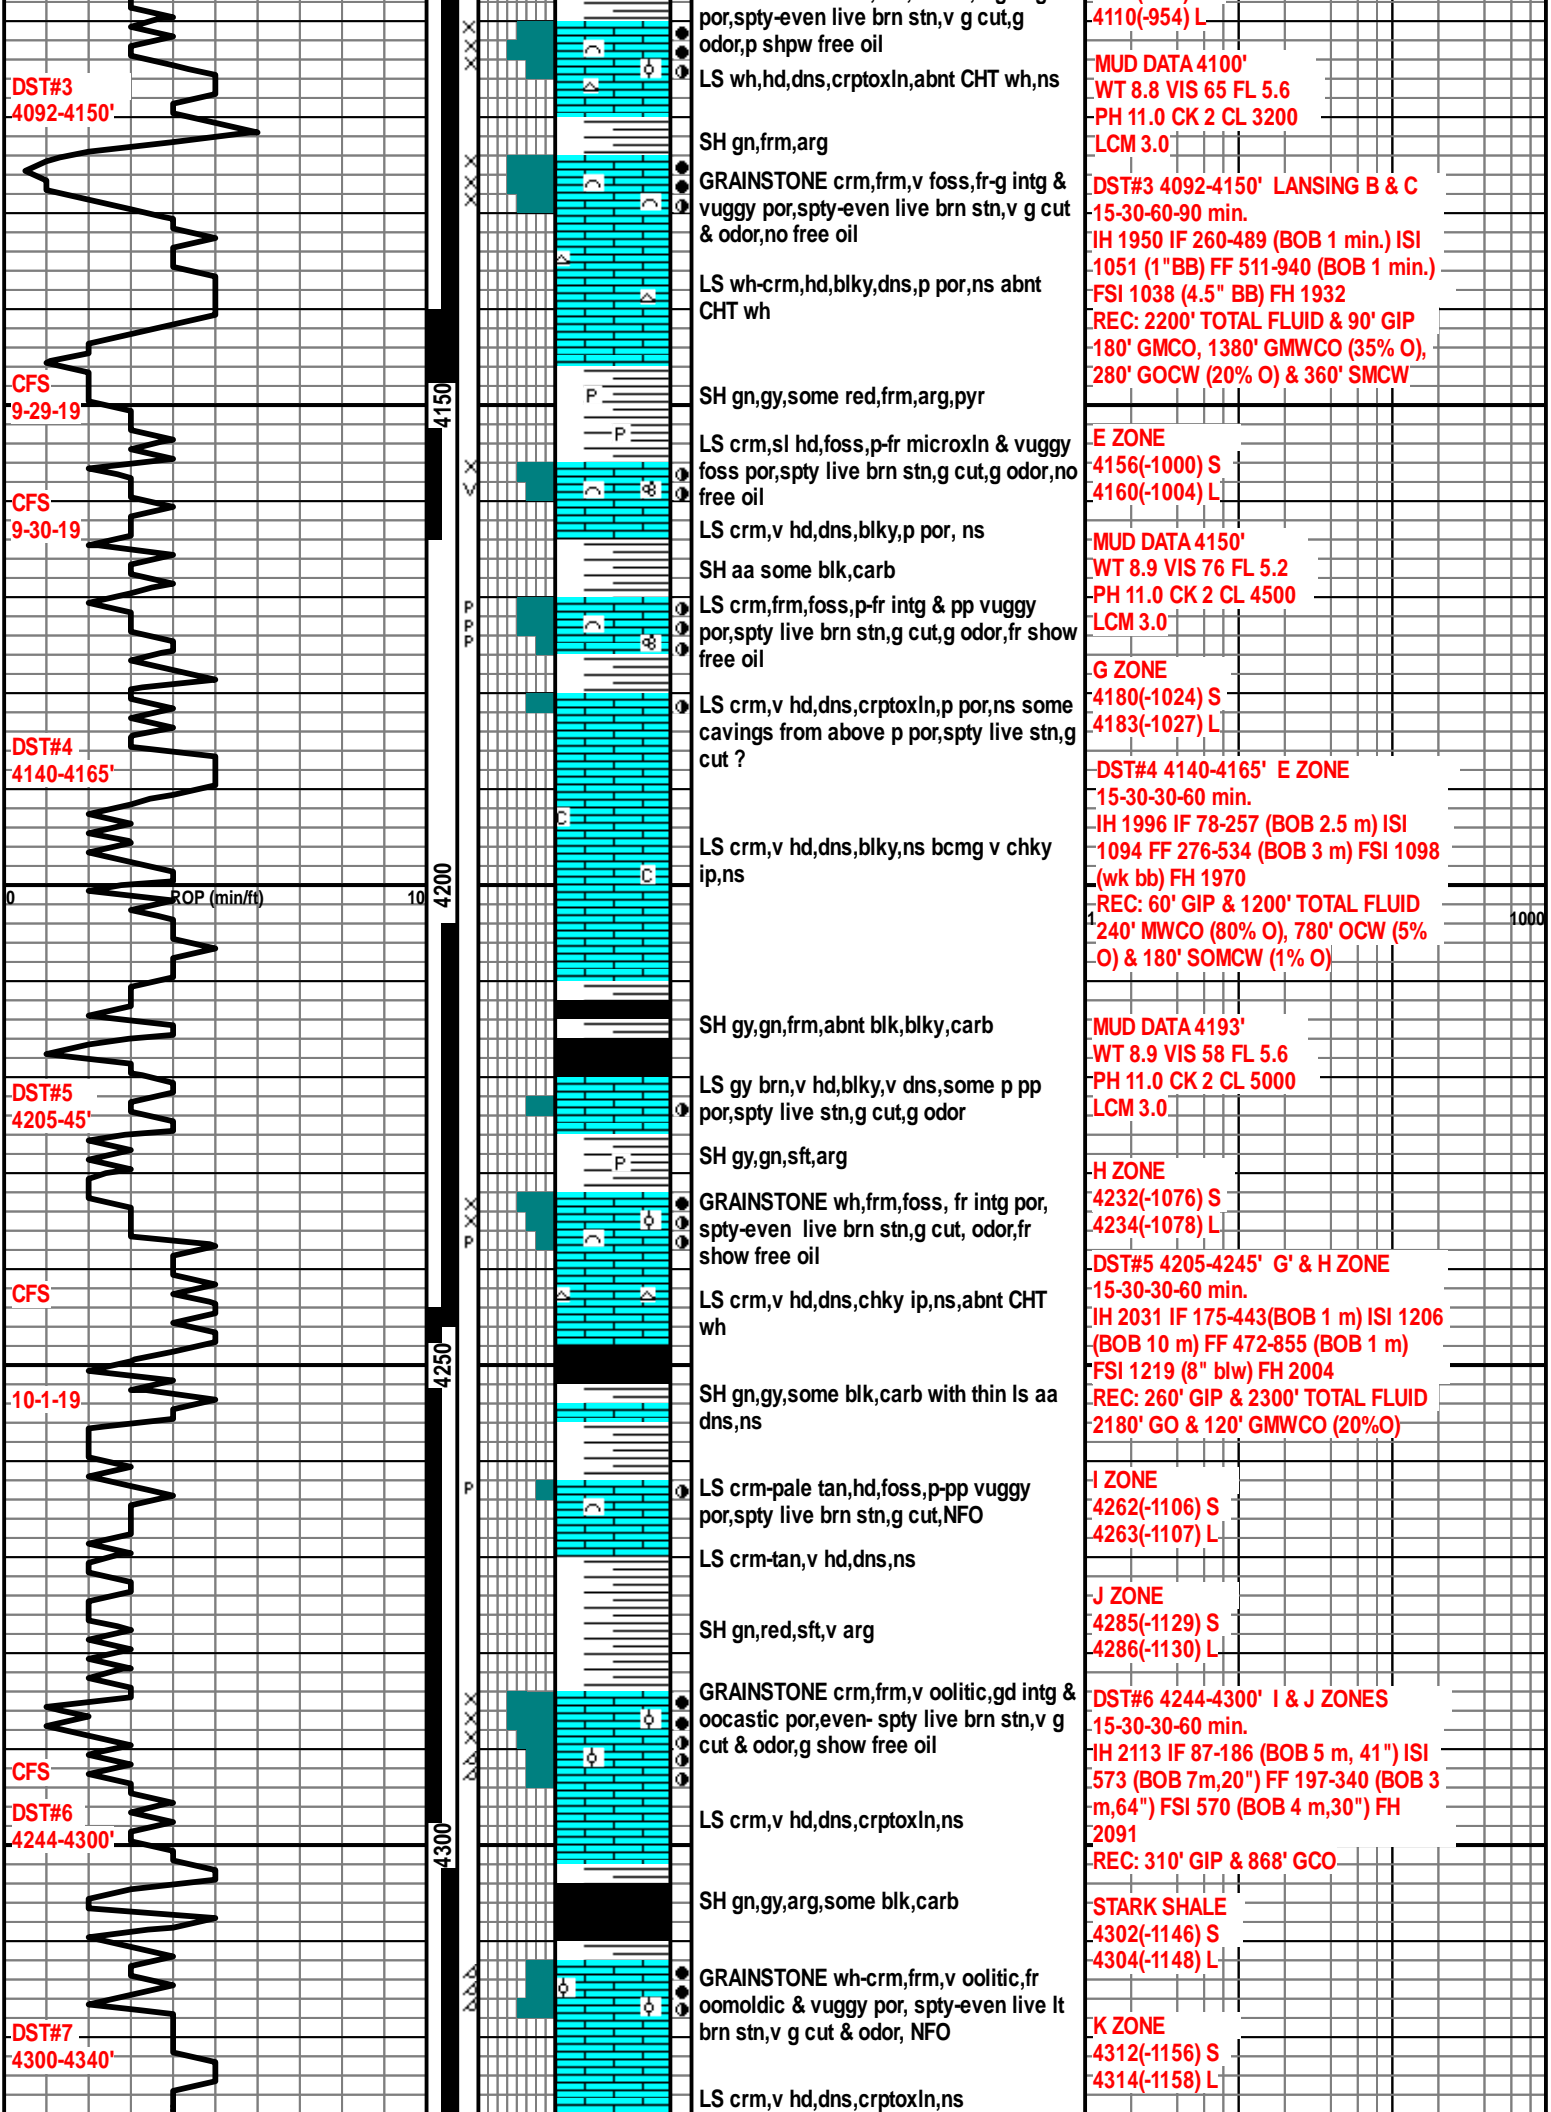 por,spty-even live brn stn,v g cut,g
odor,p shpw free oil
LS wh,hd,dns,crptoxln,abnt CHT wh,ns
SH gn,frm,arg
GRAINSTONE crm,frm,v foss,fr-g intg &
vuggy por,spty-even live brn stn,v g cut
& odor,no free oil
LS wh-crm,hd,blky,dns,p por,ns abnt
CHT wh
SH gn,gy,some red,frm,arg,pyr
LS crm,sl hd,foss,p-fr microxln & vuggy
foss por,spty live brn stn,g cut,g odor,no
free oil
LS crm,v hd,dns,blky,p por, ns
SH aa some blk,carb
LS crm,frm,foss,p-fr intg & pp vuggy
por,spty live brn stn,g cut,g odor,fr show
free oil
LS crm,v hd,dns,crptoxln,p por,ns some
cavings from above p por,spty live stn,g
cut ?
LS crm,v hd,dns,blky,ns bcmg v chky
ip,ns
SH gy,gn,frm,abnt blk,blky,carb
LS gy brn,v hd,blky,v dns,some p pp
por,spty live stn,g cut,g odor
SH gy,gn,sft,arg
GRAINSTONE wh,frm,foss, fr intg por,
spty-even live brn stn,g cut, odor,fr
show free oil
LS crm,v hd,dns,chky ip,ns,abnt CHT
wh
SH gn,gy,some blk,carb with thin ls aa
dns,ns
LS crm-pale tan,hd,foss,p-pp vuggy
por,spty live brn stn,g cut,NFO
LS crm-tan,v hd,dns,ns
SH gn,red,sft,v arg
GRAINSTONE crm,frm,v oolitic,gd intg &
oocastic por,even- spty live brn stn,v g
cut & odor,g show free oil
LS crm,v hd,dns,crptoxln,ns
SH gn,gy,arg,some blk,carb
GRAINSTONE wh-crm,frm,v oolitic,fr
oomoldic & vuggy por, spty-even live lt
brn stn,v g cut & odor, NFO
LS crm,v hd,dns,crptoxln,ns
DST#3
4092-4150'
CFS
9-29-19
CFS
9-30-19
DST#4
4140-4165'
0 ROP (min/ft) 10
DST#5
4205-45'
CFS
10-1-19
CFS
DST#6
4244-4300'
DST#7
4300-4340'
4150
4200
4250
4300
X
X
X
X
X
X
X
V
P
P
P
X
X
P
P
X
X
X
P
P
C
C
P
4110(-954) L
MUD DATA 4100'
WT 8.8 VIS 65 FL 5.6
PH 11.0 CK 2 CL 3200
LCM 3.0
DST#3 4092-4150' LANSING B & C
15-30-60-90 min.
IH 1950 IF 260-489 (BOB 1 min.) ISI
1051 (1"BB) FF 511-940 (BOB 1 min.)
FSI 1038 (4.5" BB) FH 1932
REC: 2200' TOTAL FLUID & 90' GIP
180' GMCO, 1380' GMWCO (35% O),
280' GOCW (20% O) & 360' SMCW
E ZONE
4156(-1000) S
4160(-1004) L
MUD DATA 4150'
WT 8.9 VIS 76 FL 5.2
PH 11.0 CK 2 CL 4500
LCM 3.0
G ZONE
4180(-1024) S
4183(-1027) L
DST#4 4140-4165' E ZONE
15-30-30-60 min.
IH 1996 IF 78-257 (BOB 2.5 m) ISI
1094 FF 276-534 (BOB 3 m) FSI 1098
(wk bb) FH 1970
REC: 60' GIP & 1200' TOTAL FLUID
240' MWCO (80% O), 780' OCW (5%
O) & 180' SOMCW (1% O)
1 1000
MUD DATA 4193'
WT 8.9 VIS 58 FL 5.6
PH 11.0 CK 2 CL 5000
LCM 3.0
H ZONE
4232(-1076) S
4234(-1078) L
DST#5 4205-4245' G' & H ZONE
15-30-30-60 min.
IH 2031 IF 175-443(BOB 1 m) ISI 1206
(BOB 10 m) FF 472-855 (BOB 1 m)
FSI 1219 (8" blw) FH 2004
REC: 260' GIP & 2300' TOTAL FLUID
2180' GO & 120' GMWCO (20%O)
I ZONE
4262(-1106) S
4263(-1107) L
J ZONE
4285(-1129) S
4286(-1130) L
DST#6 4244-4300' I & J ZONES
15-30-30-60 min.
IH 2113 IF 87-186 (BOB 5 m, 41") ISI
573 (BOB 7m,20") FF 197-340 (BOB 3
m,64") FSI 570 (BOB 4 m,30") FH
2091
REC: 310' GIP & 868' GCO
STARK SHALE
4302(-1146) S
4304(-1148) L
K ZONE
4312(-1156) S
4314(-1158) L